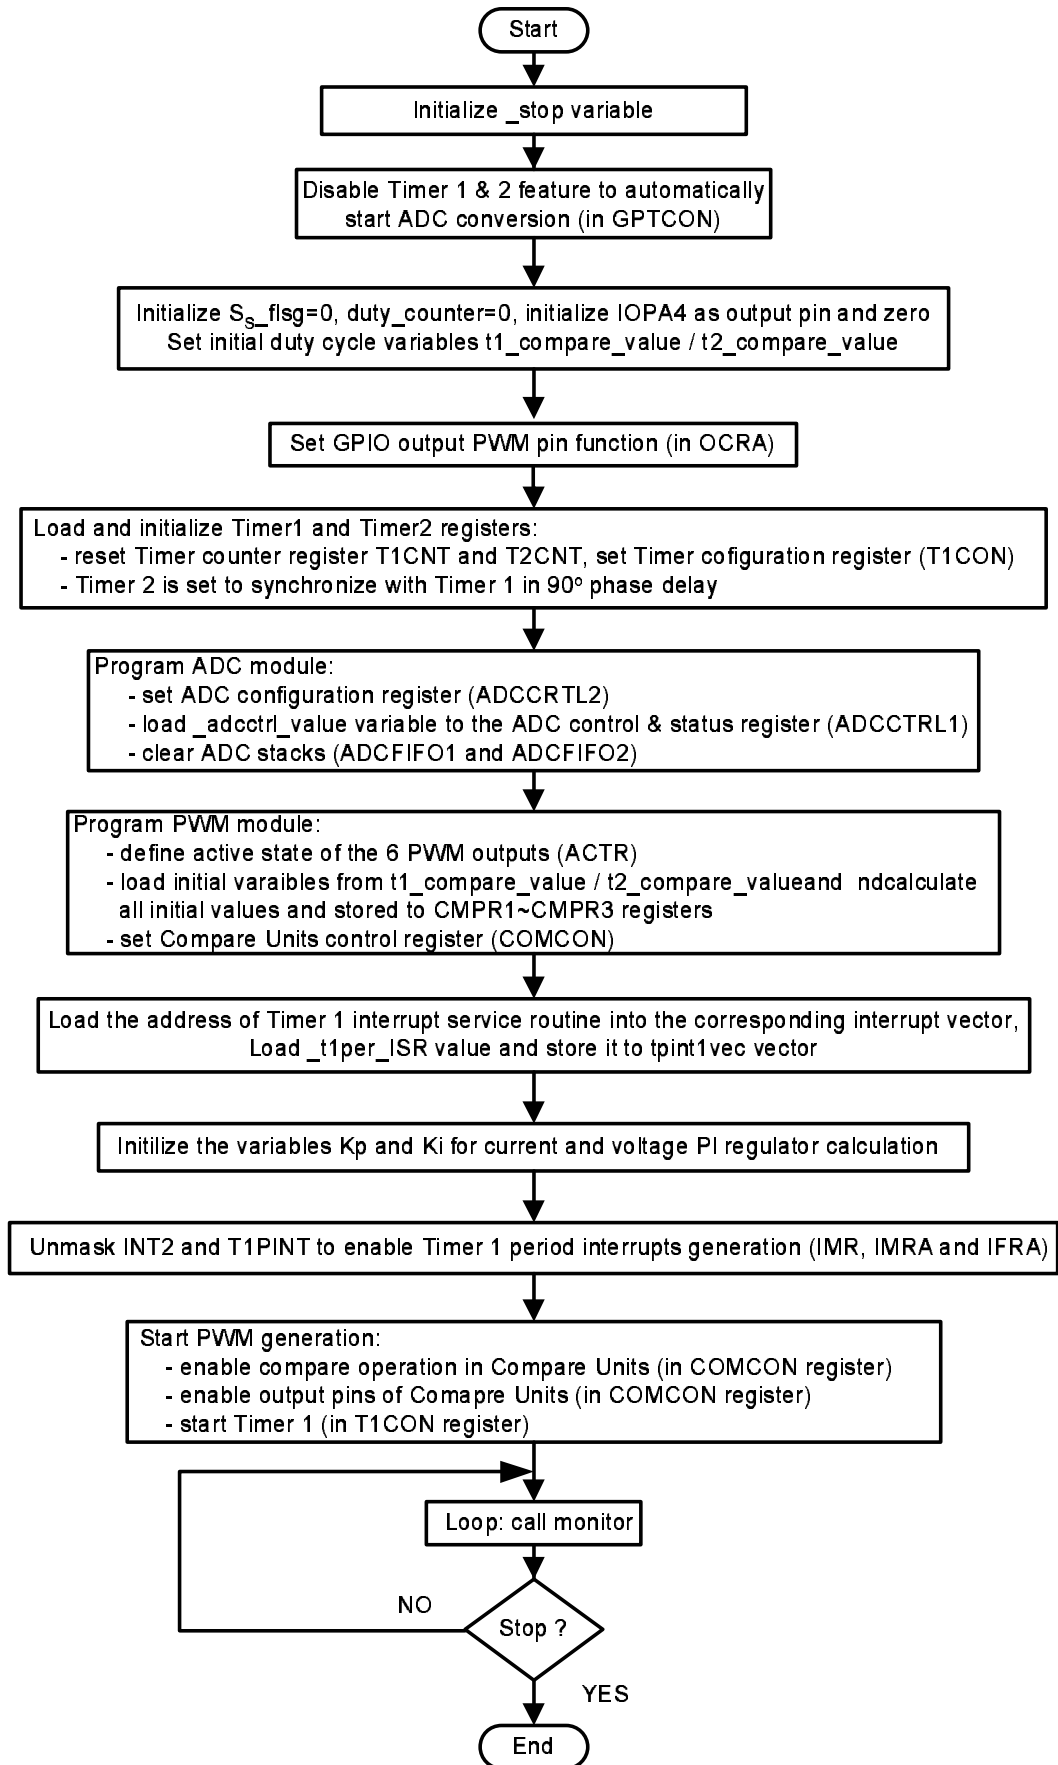 Start
Initialize _stop variable
Disable Timer 1 & 2 feature to automatically
start ADC conversion (in GPTCON)
Initialize S_S_flsg=0, duty_counter=0, initialize IOPA4 as output pin and zero
Set initial duty cycle variables t1_compare_value / t2_compare_value
Set GPIO output PWM pin function (in OCRA)
Load and initialize Timer1 and Timer2 registers:
- reset Timer counter register T1CNT and T2CNT, set Timer cofiguration register (T1CON)
- Timer 2 is set to synchronize with Timer 1 in 90º phase delay
Program ADC module:
- set ADC configuration register (ADCCRTL2)
- load _adcctrl_value variable to the ADC control & status register (ADCCTRL1)
- clear ADC stacks (ADCFIFO1 and ADCFIFO2)
Program PWM module:
- define active state of the 6 PWM outputs (ACTR)
- load initial varaibles from t1_compare_value / t2_compare_valueand ndcalculate
all initial values and stored to CMPR1~CMPR3 registers
- set Compare Units control register (COMCON)
Load the address of Timer 1 interrupt service routine into the corresponding interrupt vector,
Load _t1per_ISR value and store it to tpint1vec vector
Initilize the variables Kp and Ki for current and voltage PI regulator calculation
Unmask INT2 and T1PINT to enable Timer 1 period interrupts generation (IMR, IMRA and IFRA)
Start PWM generation:
- enable compare operation in Compare Units (in COMCON register)
- enable output pins of Comapre Units (in COMCON register)
- start Timer 1 (in T1CON register)
Loop: call monitor
NO
Stop ?
YES
End